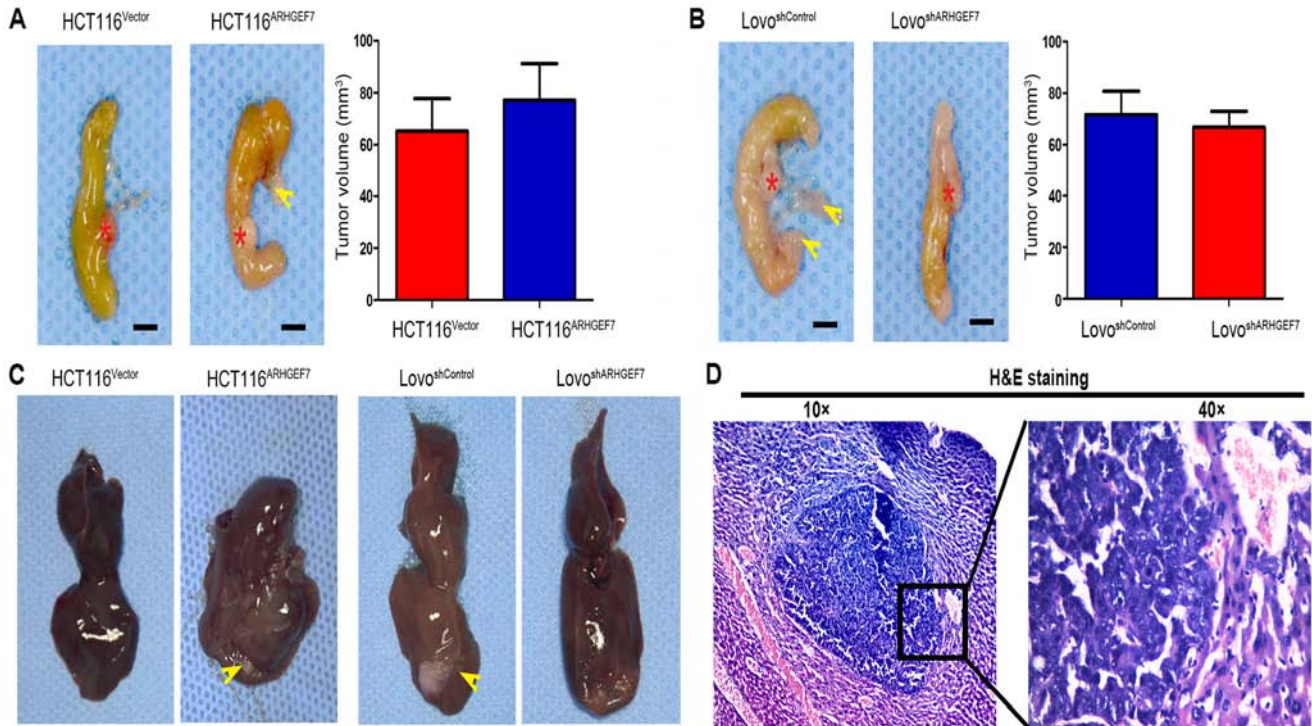 A
HCT116Vector
HCT116ARHGEF7
Tumor volume (mm3)
100
80
60
40
20
0
HCT116Vector
HCT116ARHGEF7
*
*
B
LovoshControl
LovoshARHGEF7
Tumor volume (mm3)
100
80
60
40
20
0
LovoshControl
LovoshARHGEF7
*
*
C
HCT116Vector
HCT116ARHGEF7
LovoshControl
LovoshARHGEF7
D
H&E staining
10×
40×